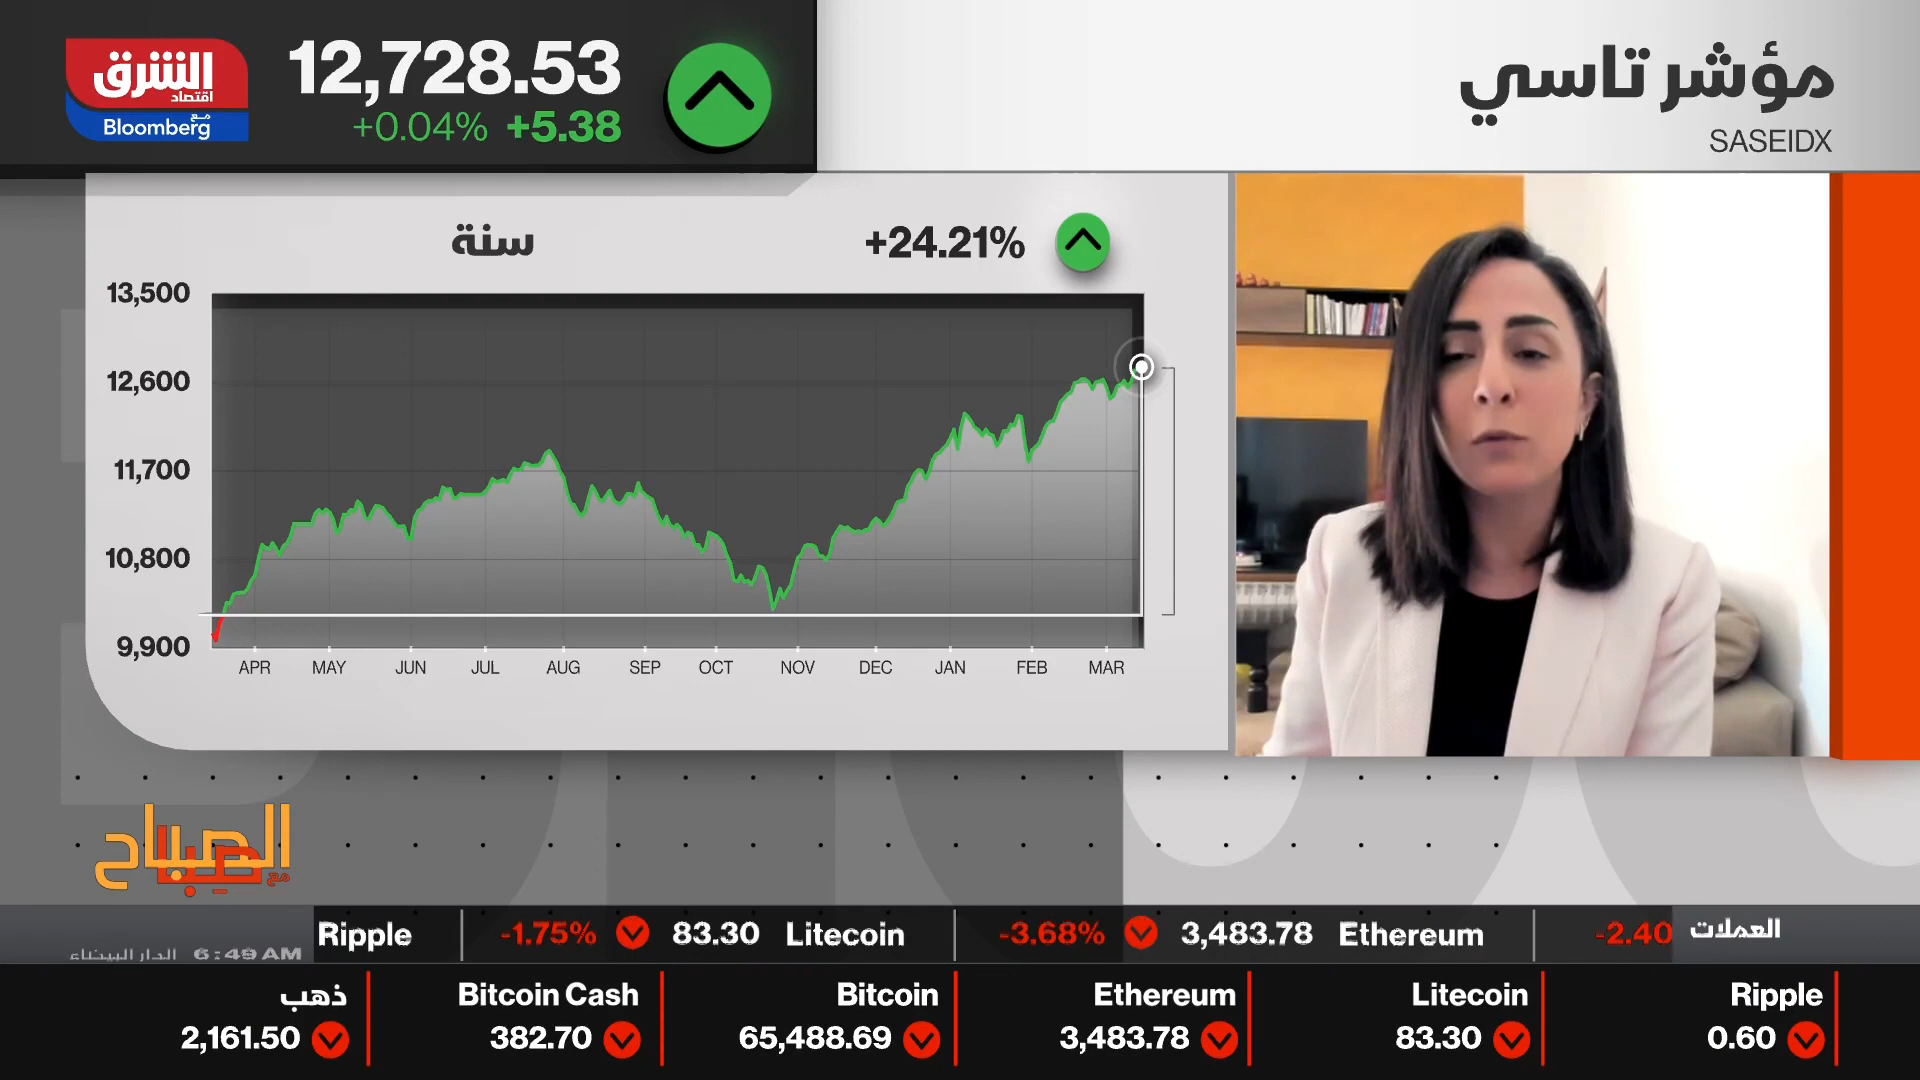 الشرق
اقتصاد
مع
Bloomberg
12,728.53
+0.04% +5.38
مؤشر تاسي
SASEIDX
سنة
+24.21%
13,500
12,600
11,700
10,800
9,900
APR MAY JUN JUL AUG SEP OCT NOV DEC JAN FEB MAR
الصباح
مع
صبا
Ripple
-1.75% 83.30 Litecoin
-3.68% 3,483.78 Ethereum
-2.40
العملات
الدار البيضاء 6:49 AM
ذهب
2,161.50
Bitcoin Cash
382.70
Bitcoin
65,488.69
Ethereum
3,483.78
Litecoin
83.30
Ripple
0.60